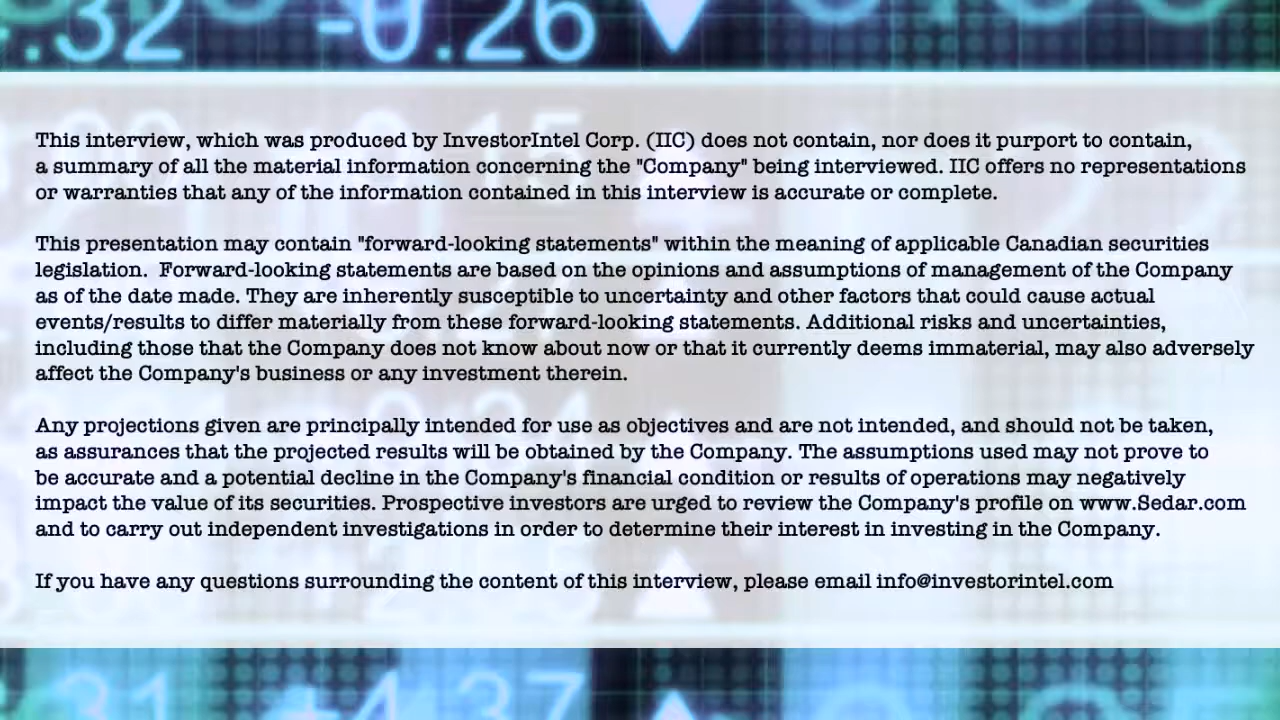 .32 -0.26
This interview, which was produced by InvestorIntel Corp. (IIC) does not contain, nor does it purport to contain,
a summary of all the material information concerning the "Company" being interviewed. IIC offers no representations
or warranties that any of the information contained in this interview is accurate or complete.
This presentation may contain "forward-looking statements" within the meaning of applicable Canadian securities
legislation.  Forward-looking statements are based on the opinions and assumptions of management of the Company
as of the date made. They are inherently susceptible to uncertainty and other factors that could cause actual
events/results to differ materially from these forward-looking statements. Additional risks and uncertainties,
including those that the Company does not know about now or that it currently deems immaterial, may also adversely
affect the Company's business or any investment therein.
Any projections given are principally intended for use as objectives and are not intended, and should not be taken,
as assurances that the projected results will be obtained by the Company. The assumptions used may not prove to
be accurate and a potential decline in the Company's financial condition or results of operations may negatively
impact the value of its securities. Prospective investors are urged to review the Company's profile on www.Sedar.com
and to carry out independent investigations in order to determine their interest in investing in the Company.
If you have any questions surrounding the content of this interview, please email info@investorintel.com
.31 +4.37